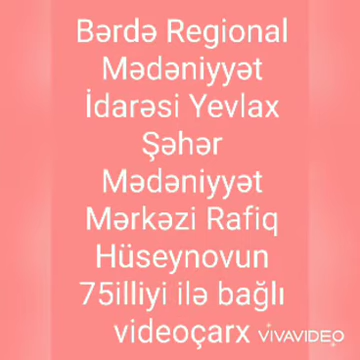 Bərdə Regional
Mədəniyyət
İdarəsi Yevlax
Şəhər
Mədəniyyət
Mərkəzi Rafiq
Hüseynovun
75illiyi ilə bağlı
videoçarx
VIVAVIDEO